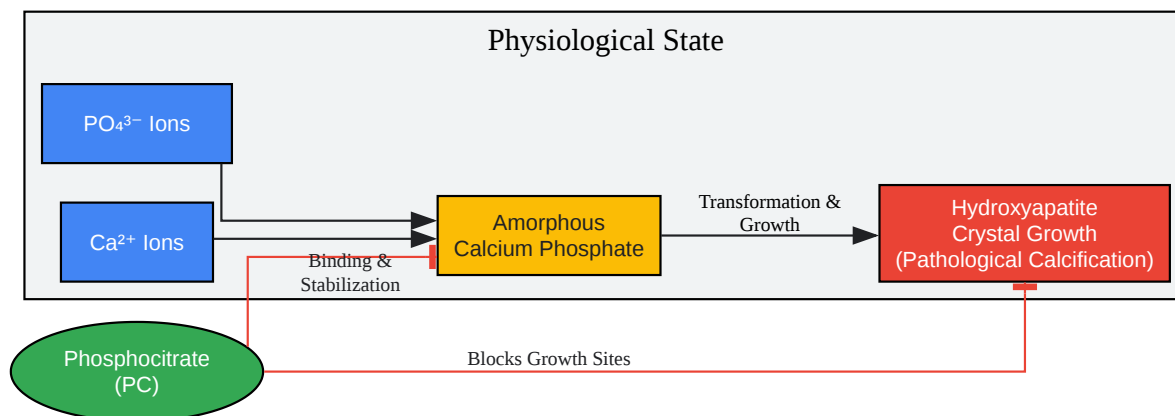 Physiological State
PO₄³⁻ Ions
Ca²⁺ Ions
Amorphous
Calcium Phosphate
Transformation &
Growth
Hydroxyapatite
Crystal Growth
(Pathological Calcification)
Binding &
Stabilization
Phosphocitrate
(PC)
Blocks Growth Sites